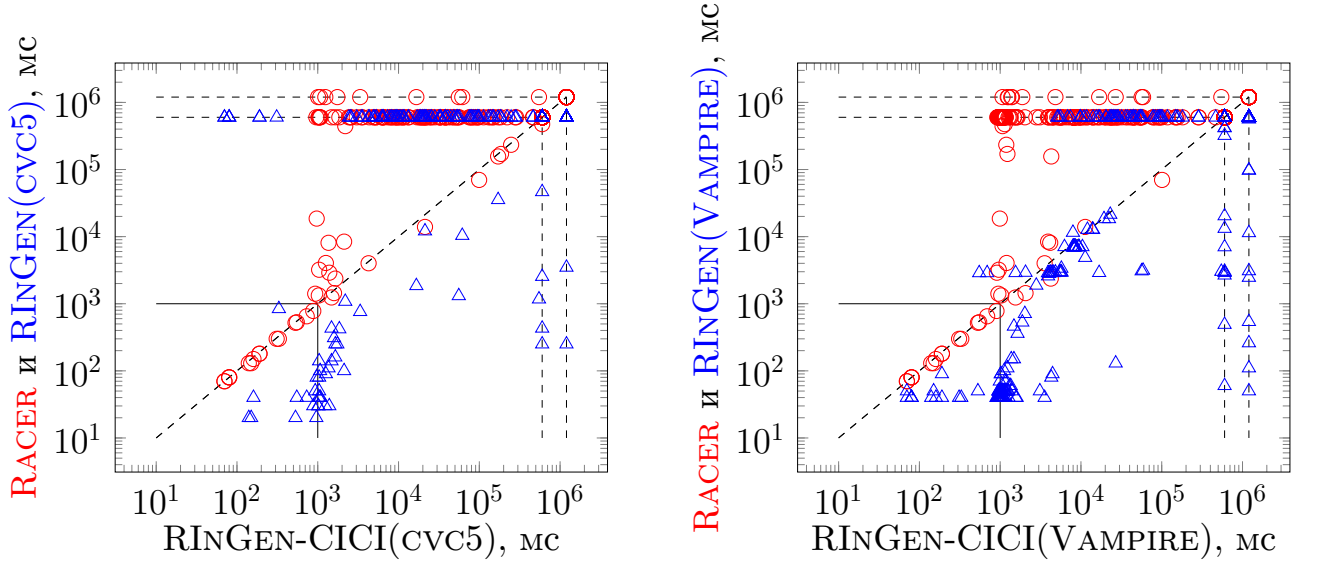 RACER и RINGEN(CVC5), мс
10^6
10^5
10^4
10^3
10^2
10^1
10^1 10^2 10^3 10^4 10^5 10^6
RINGEN-CICI(CVC5), мс
RACER и RINGEN(VAMPIRE), мс
10^6
10^5
10^4
10^3
10^2
10^1
10^1 10^2 10^3 10^4 10^5 10^6
RINGEN-CICI(VAMPIRE), мс